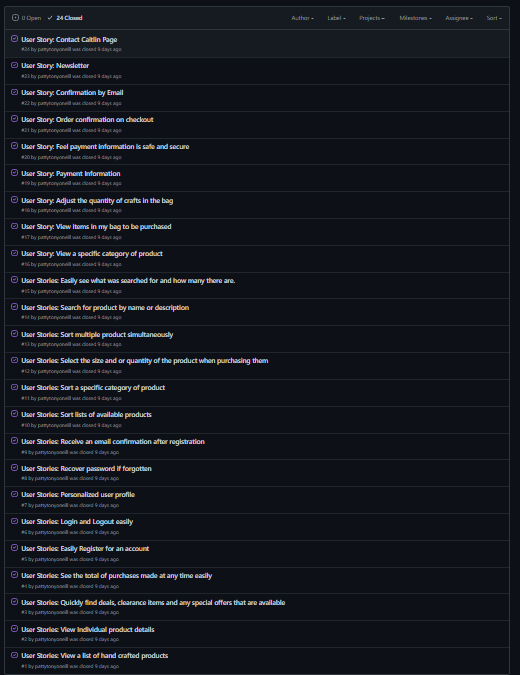 0 Open 24 Closed Author Label Projects Milestones Assignee Sort
User Story: Contact Caitlin Page
#24 by pattytonyoneill was closed 9 days ago
User Story: Newsletter
#23 by pattytonyoneill was closed 9 days ago
User Story: Confirmation by Email
#22 by pattytonyoneill was closed 9 days ago
User Story: Order confirmation on checkout
#21 by pattytonyoneill was closed 9 days ago
User Story: Feel payment information is safe and secure
#20 by pattytonyoneill was closed 9 days ago
User Story: Payment Information
#19 by pattytonyoneill was closed 9 days ago
User Story: Adjust the quantity of crafts in the bag
#18 by pattytonyoneill was closed 9 days ago
User Story: View items in my bag to be purchased
#17 by pattytonyoneill was closed 9 days ago
User Story: View a specific category of product
#16 by pattytonyoneill was closed 9 days ago
User Stories: Easily see what was searched for and how many there are.
#15 by pattytonyoneill was closed 9 days ago
User Stories: Search for product by name or description
#14 by pattytonyoneill was closed 9 days ago
User Stories: Sort multiple product simultaneously
#13 by pattytonyoneill was closed 9 days ago
User Stories: Select the size and or quantity of the product when purchasing them
#12 by pattytonyoneill was closed 9 days ago
User Stories: Sort a specific category of product
#11 by pattytonyoneill was closed 9 days ago
User Stories: Sort lists of available products
#10 by pattytonyoneill was closed 9 days ago
User Stories: Receive an email confirmation after registration
#9 by pattytonyoneill was closed 9 days ago
User Stories: Recover password if forgotten
#8 by pattytonyoneill was closed 9 days ago
User Stories: Personalized user profile
#7 by pattytonyoneill was closed 9 days ago
User Stories: Login and Logout easily
#6 by pattytonyoneill was closed 9 days ago
User Stories: Easily Register for an account
#5 by pattytonyoneill was closed 9 days ago
User Stories: See the total of purchases made at any time easily
#4 by pattytonyoneill was closed 9 days ago
User Stories: Quickly find deals, clearance items and any special offers that are available
#3 by pattytonyoneill was closed 9 days ago
User Stories: View Individual product details
#2 by pattytonyoneill was closed 9 days ago
User Stories: View a list of hand crafted products
#1 by pattytonyoneill was closed 9 days ago